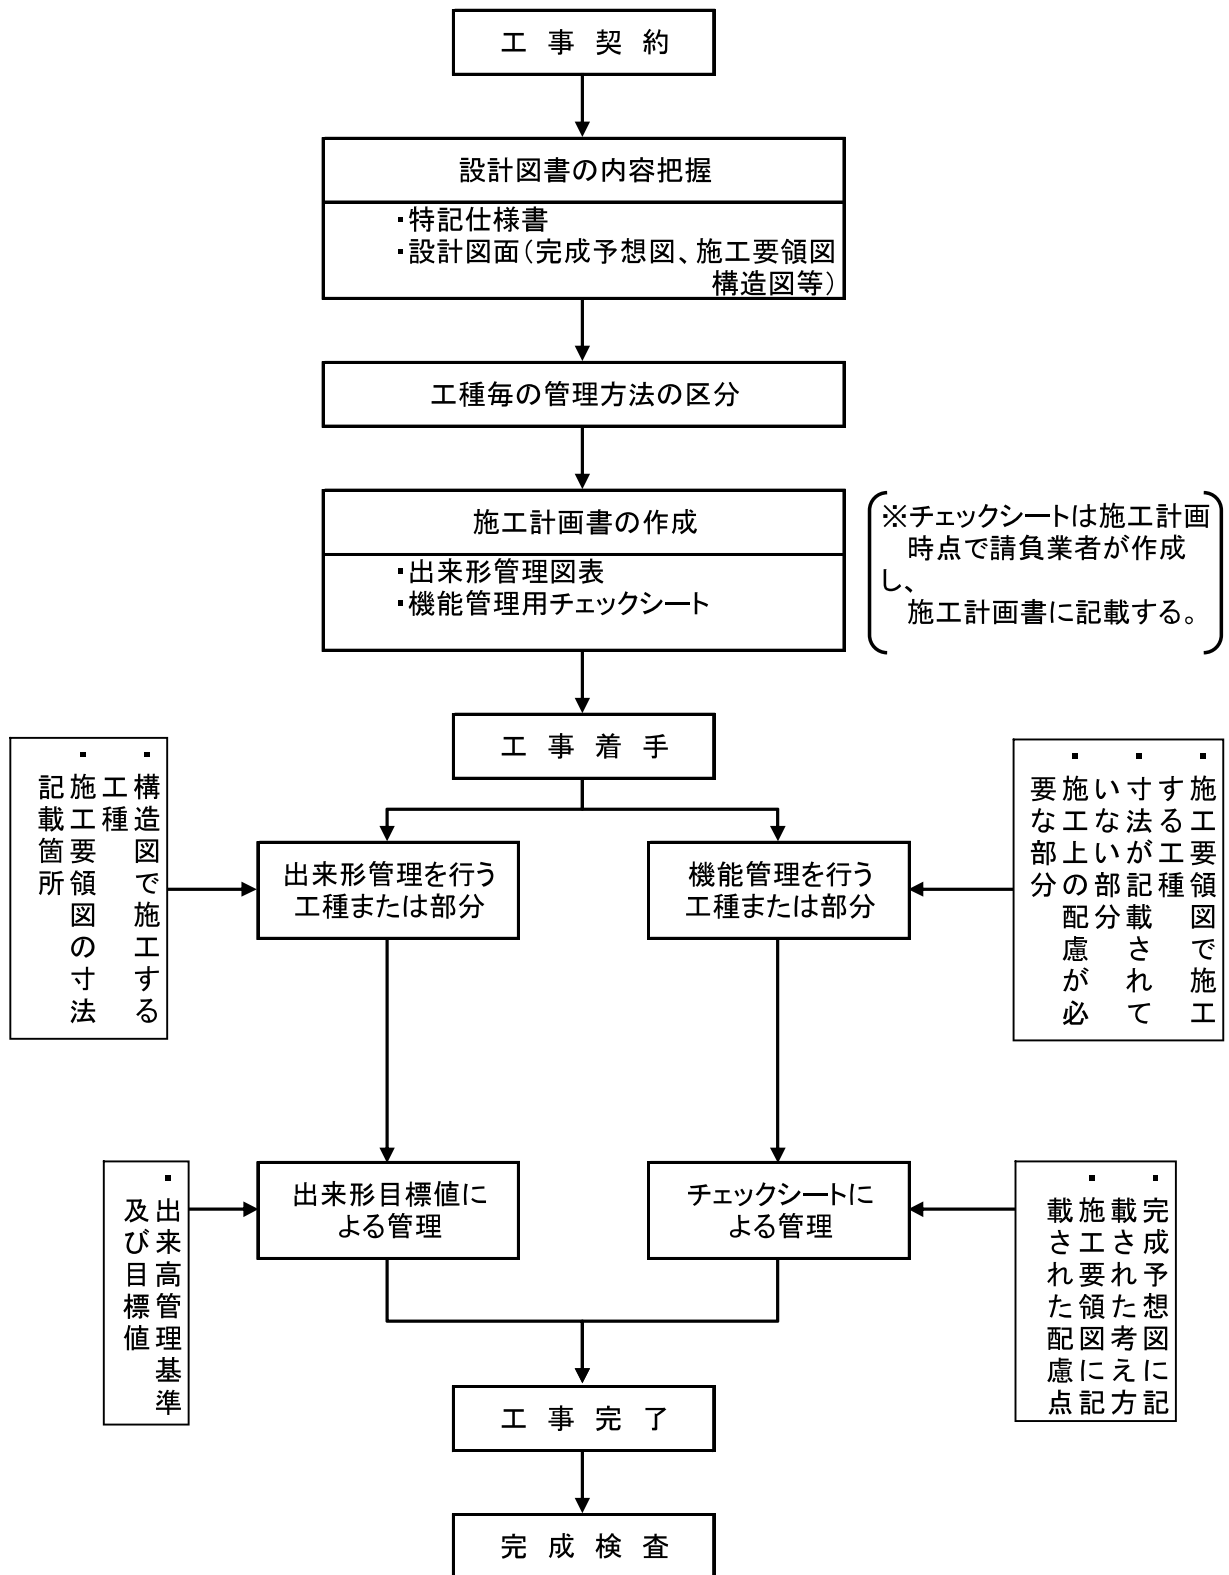 工 事 契 約
設計図書の内容把握
・特記仕様書
・設計図面(完成予想図、施工要領図
構造図等)
工種毎の管理方法の区分
施工計画書の作成
・出来形管理図表
・機能管理用チェックシート
※チェックシートは施工計画
時点で請負業者が作成
し、
施工計画書に記載する。
工 事 着 手
・構造図で施工する
工種
・施工要領図の寸法
記載箇所
出来形管理を行う
工種または部分
機能管理を行う
工種または部分
・施工要領図で施工
する工種
・寸法が記載されて
いない部分
・施工上の配慮が必
要な部分
・出来高管理基準
及び目標値
出来形目標値に
よる管理
チェックシートに
よる管理
・完成予想図に記
載された考え方
・施工要領図に記
載された配慮点
工 事 完 了
完 成 検 査